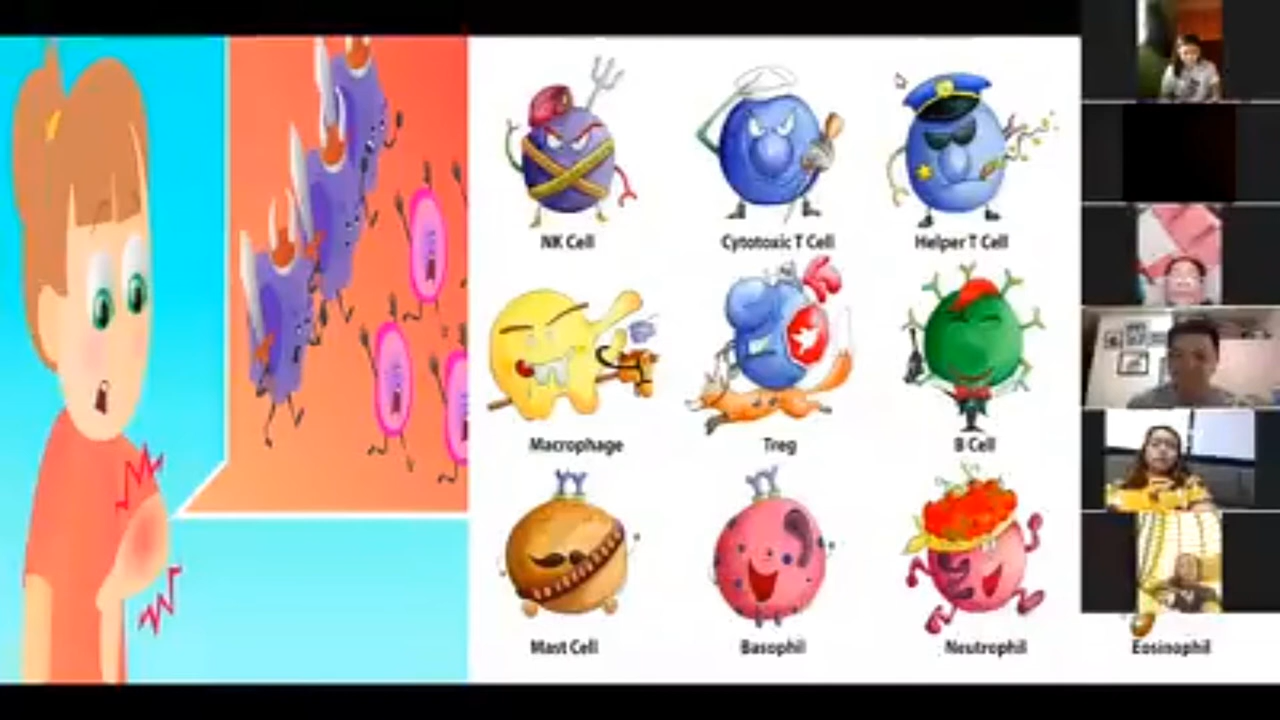 NK Cell
Cytotoxic T Cell
Helper T Cell
Macrophage
Treg
B Cell
Mast Cell
Basophil
Neutrophil
Eosinophil